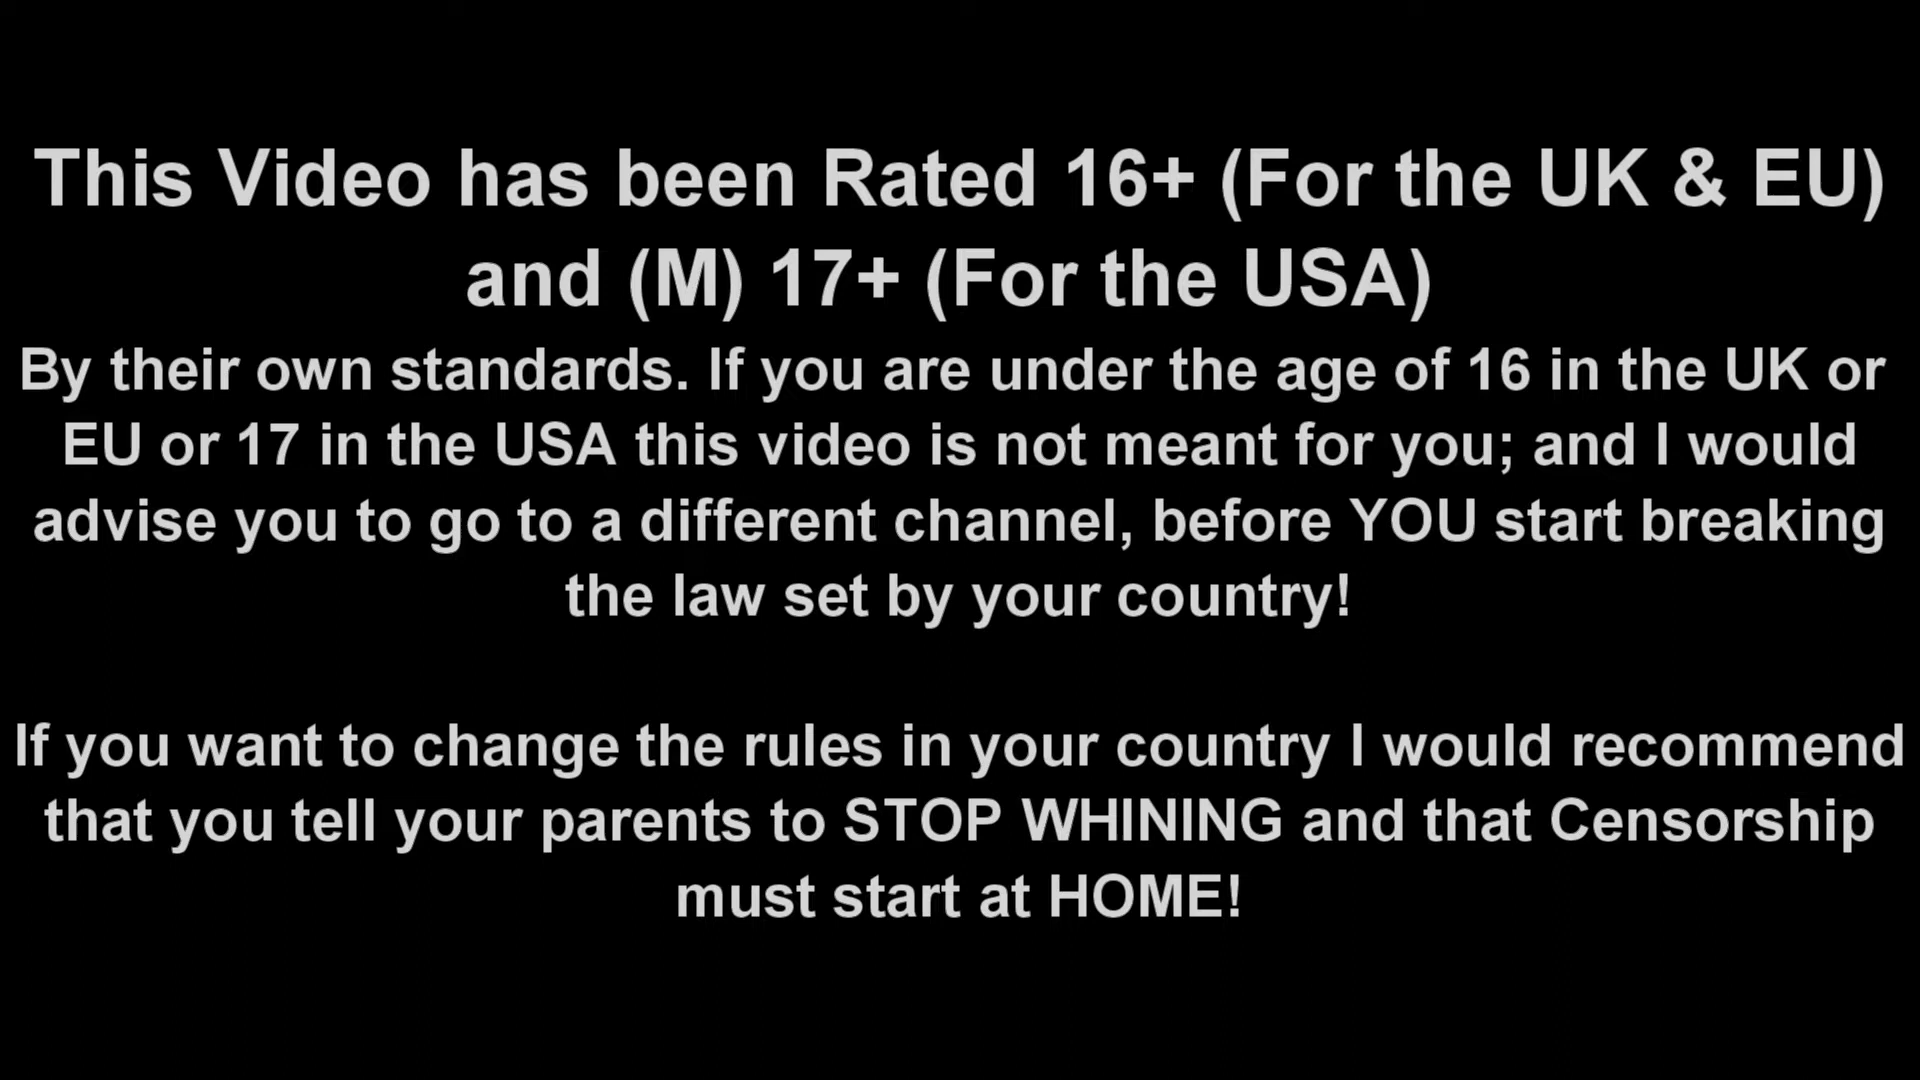 This Video has been Rated 16+ (For the UK & EU)
and (M) 17+ (For the USA)
By their own standards. If you are under the age of 16 in the UK or
EU or 17 in the USA this video is not meant for you; and I would
advise you to go to a different channel, before YOU start breaking
the law set by your country!
If you want to change the rules in your country I would recommend
that you tell your parents to STOP WHINING and that Censorship
must start at HOME!